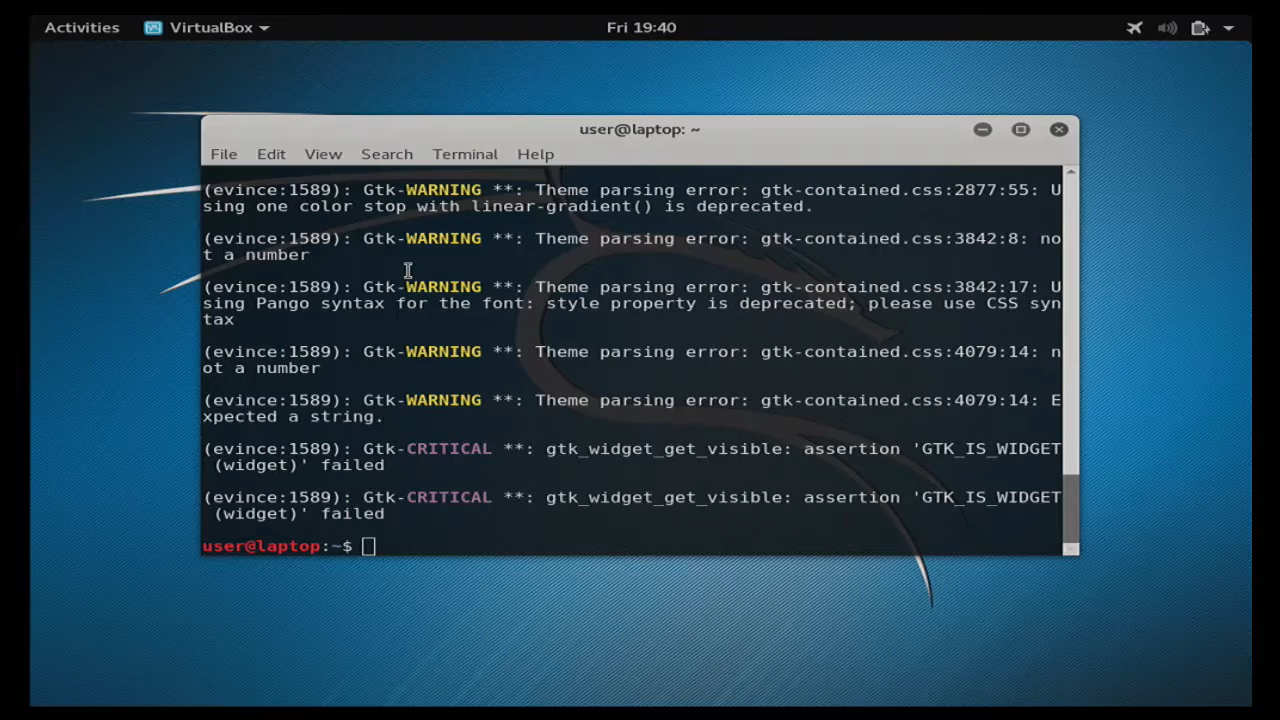 Activities VirtualBox Fri 19:40
user@laptop: ~
File Edit View Search Terminal Help
(evince:1589): Gtk-WARNING **: Theme parsing error: gtk-contained.css:2877:55: U
sing one color stop with linear-gradient() is deprecated.
(evince:1589): Gtk-WARNING **: Theme parsing error: gtk-contained.css:3842:8: no
t a number
(evince:1589): Gtk-WARNING **: Theme parsing error: gtk-contained.css:3842:17: U
sing Pango syntax for the font: style property is deprecated; please use CSS syn
tax
(evince:1589): Gtk-WARNING **: Theme parsing error: gtk-contained.css:4079:14: n
ot a number
(evince:1589): Gtk-WARNING **: Theme parsing error: gtk-contained.css:4079:14: E
xpected a string.
(evince:1589): Gtk-CRITICAL **: gtk_widget_get_visible: assertion 'GTK_IS_WIDGET
 (widget)' failed
(evince:1589): Gtk-CRITICAL **: gtk_widget_get_visible: assertion 'GTK_IS_WIDGET
 (widget)' failed
user@laptop:~$